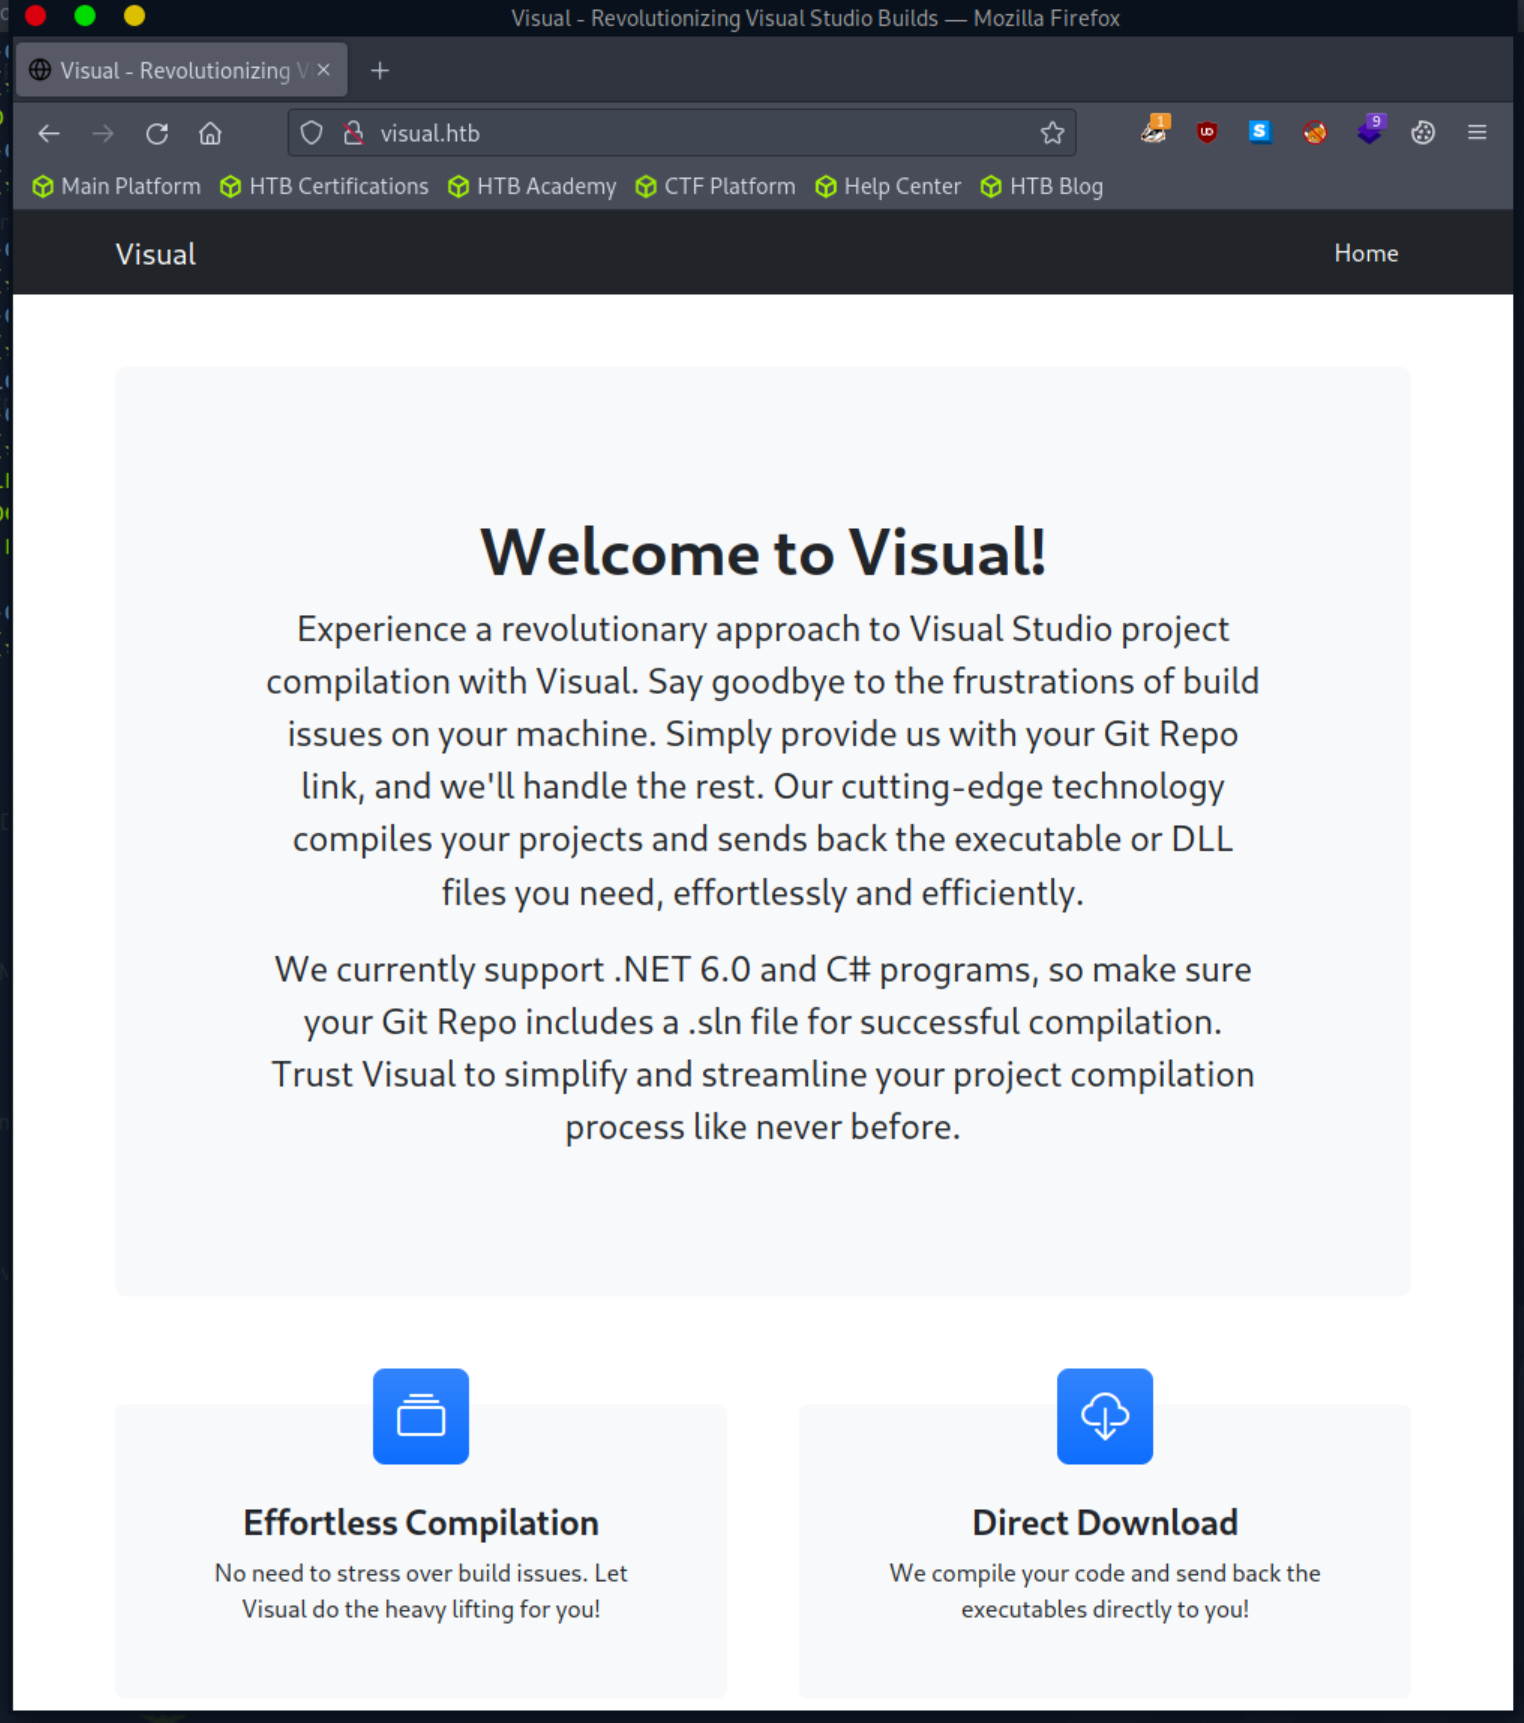 Visual - Revolutionizing Visual Studio Builds — Mozilla Firefox
Visual - Revolutionizing
visual.htb
1
9
Main Platform HTB Certifications HTB Academy CTF Platform Help Center HTB Blog
Visual
Home
Welcome to Visual!
Experience a revolutionary approach to Visual Studio project
compilation with Visual. Say goodbye to the frustrations of build
issues on your machine. Simply provide us with your Git Repo
link, and we'll handle the rest. Our cutting-edge technology
compiles your projects and sends back the executable or DLL
files you need, effortlessly and efficiently.
We currently support .NET 6.0 and C# programs, so make sure
your Git Repo includes a .sln file for successful compilation.
Trust Visual to simplify and streamline your project compilation
process like never before.
Effortless Compilation
No need to stress over build issues. Let
Visual do the heavy lifting for you!
Direct Download
We compile your code and send back the
executables directly to you!